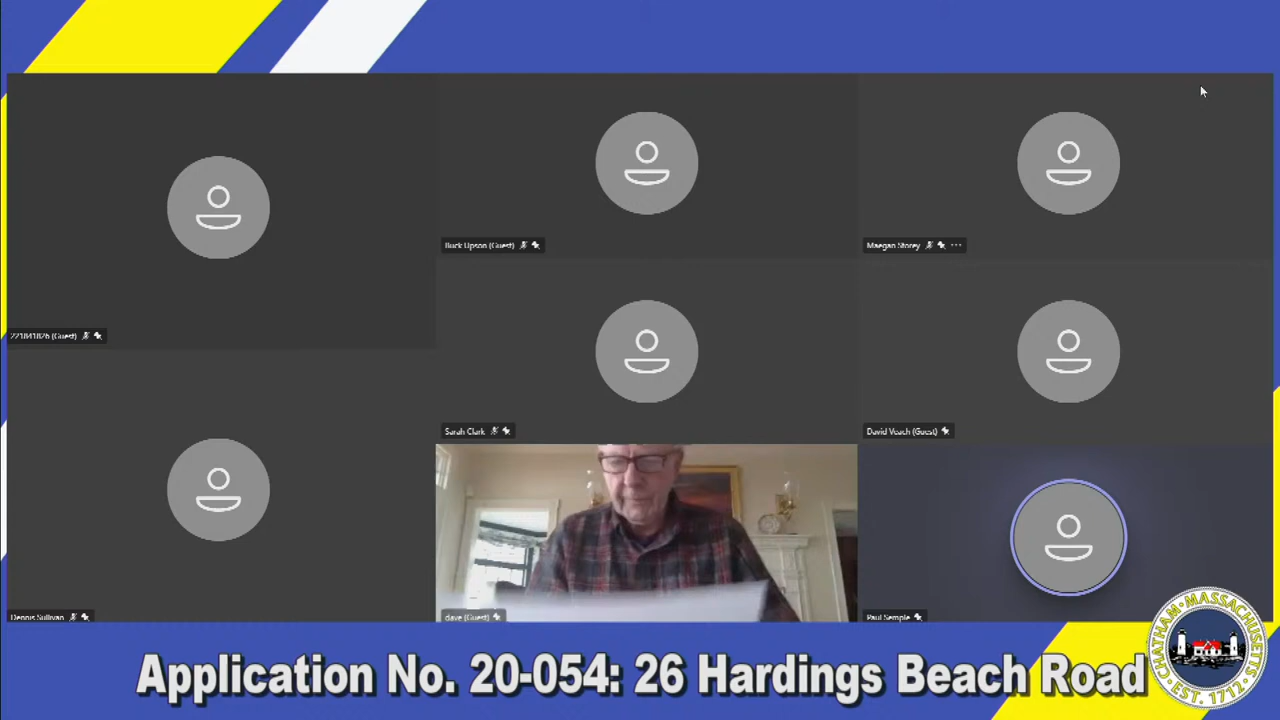 Buck Upson (Guest)
Maegan Storey
221841826 (Guest)
Sarah Clark
David Veach (Guest)
Dennis Sullivan
dave (Guest)
Paul Semple
CHATHAM, MASSACHUSETTS
EST. 1712
Application No. 20-054: 26 Hardings Beach Road